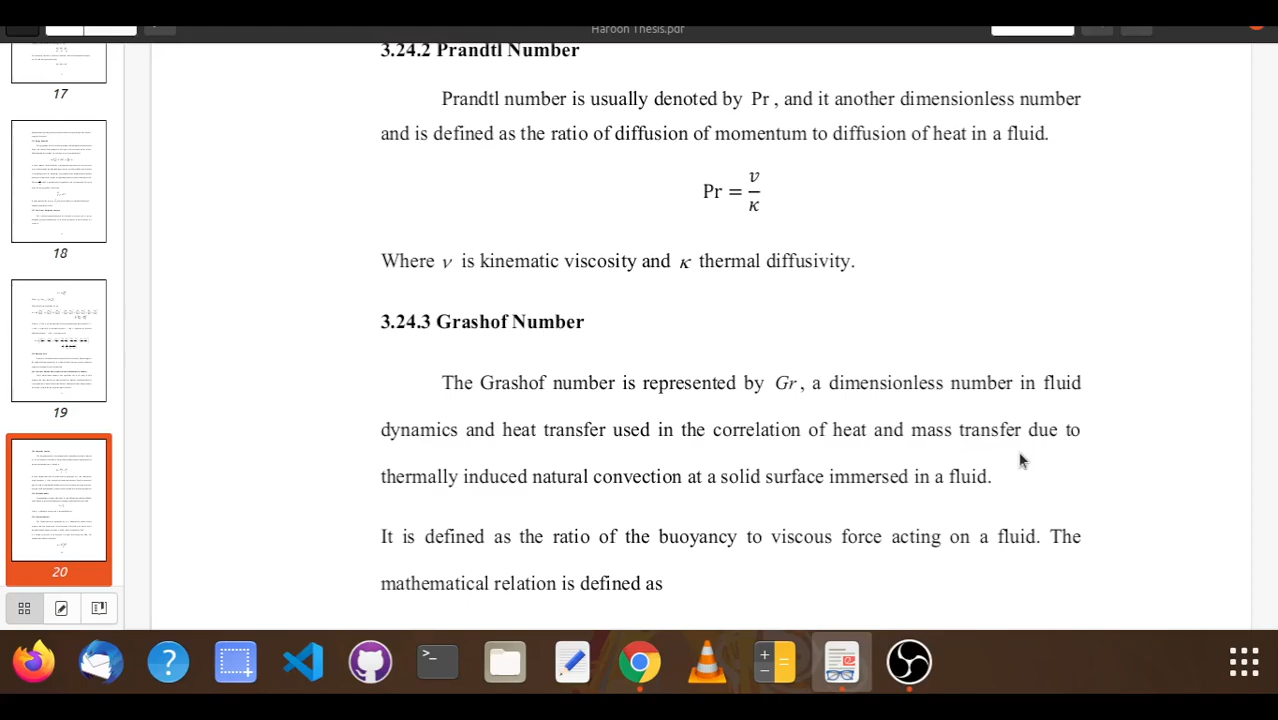 Haroon Thesis.pdf
3.24.2 Prandtl Number
Prandtl number is usually denoted by Pr , and it another dimensionless number
and is defined as the ratio of diffusion of momentum to diffusion of heat in a fluid.
Pr = ν/κ
Where ν is kinematic viscosity and κ thermal diffusivity.
3.24.3 Grashof Number
The Grashof number is represented by Gr , a dimensionless number in fluid
dynamics and heat transfer used in the correlation of heat and mass transfer due to
thermally induced natural convection at a solid surface immersed in a fluid.
It is defined as the ratio of the buoyancy to viscous force acting on a fluid. The
mathematical relation is defined as
17
18
19
20